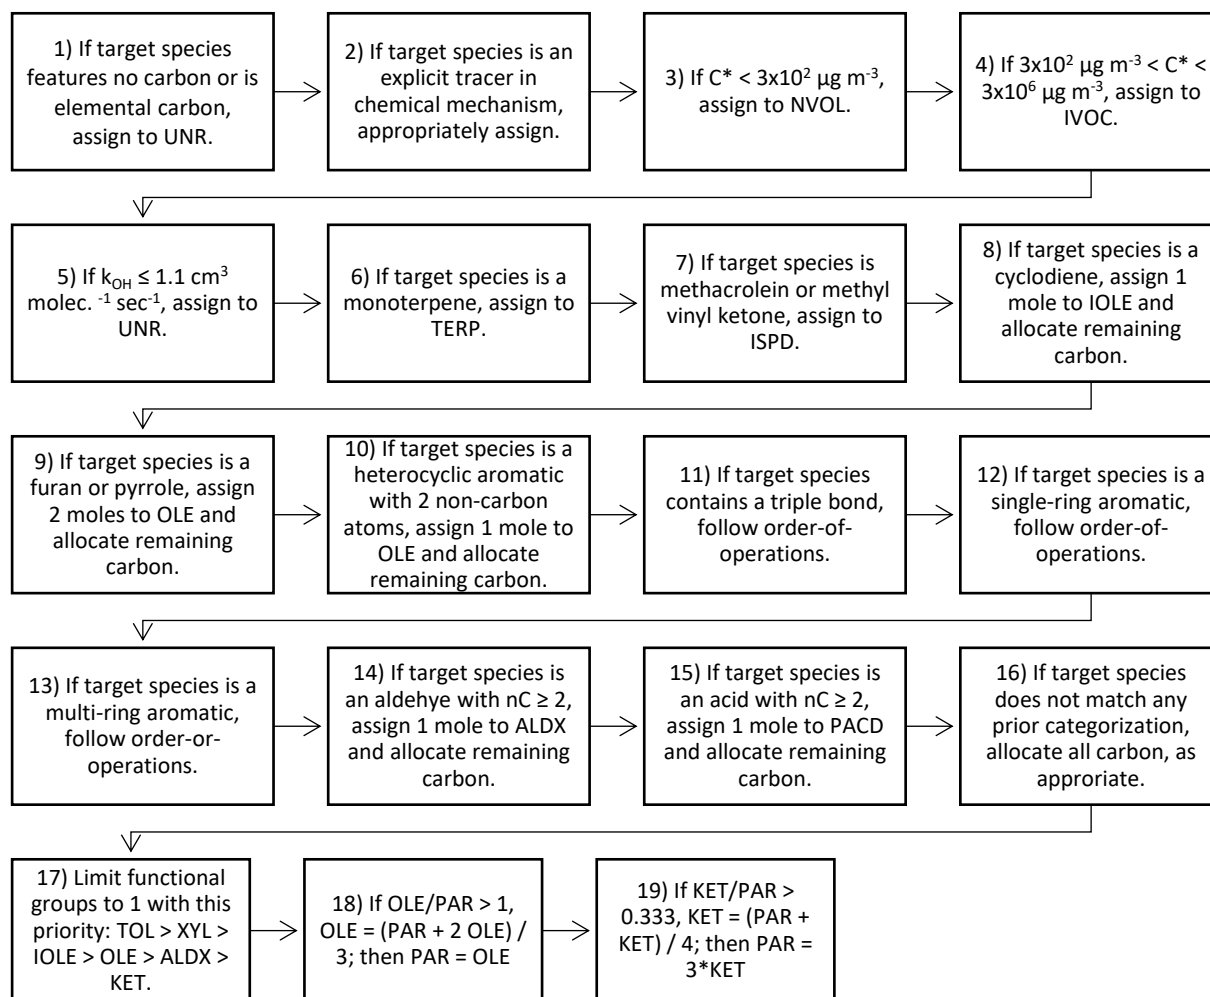 1) If target species
features no carbon or is
elemental carbon,
assign to UNR.
2) If target species is an
explicit tracer in
chemical mechanism,
appropriately assign.
3) If C* < 3x10² µg m⁻³,
assign to NVOL.
4) If 3x10² µg m⁻³ < C* <
3x10⁶ µg m⁻³, assign to
IVOC.
5) If kOH ≤ 1.1 cm³
molec. ⁻¹ sec⁻¹, assign to
UNR.
6) If target species is a
monoterpene, assign to
TERP.
7) If target species is
methacrolein or methyl
vinyl ketone, assign to
ISPD.
8) If target species is a
cyclodiene, assign 1
mole to IOLE and
allocate remaining
carbon.
9) If target species is a
furan or pyrrole, assign
2 moles to OLE and
allocate remaining
carbon.
10) If target species is a
heterocyclic aromatic
with 2 non-carbon
atoms, assign 1 mole to
OLE and allocate
remaining carbon.
11) If target species
contains a triple bond,
follow order-of-
operations.
12) If target species is a
single-ring aromatic,
follow order-of-
operations.
13) If target species is a
multi-ring aromatic,
follow order-or-
operations.
14) If target species is
an aldehye with nC ≥ 2,
assign 1 mole to ALDX
and allocate remaining
carbon.
15) If target species is
an acid with nC ≥ 2,
assign 1 mole to PACD
and allocate remaining
carbon.
16) If target species
does not match any
prior categorization,
allocate all carbon, as
approriate.
17) Limit functional
groups to 1 with this
priority: TOL > XYL >
IOLE > OLE > ALDX >
KET.
18) If OLE/PAR > 1,
OLE = (PAR + 2 OLE) /
3; then PAR = OLE
19) If KET/PAR >
0.333, KET = (PAR +
KET) / 4; then PAR =
3*KET